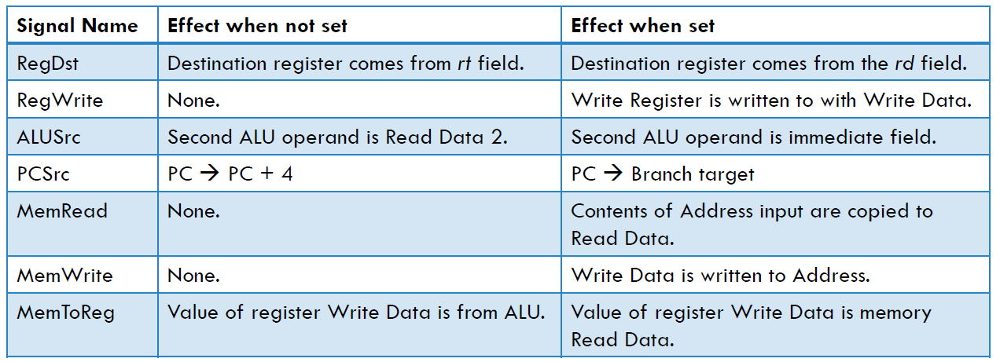 Signal Name Effect when not set Effect when set
RegDst Destination register comes from rt field. Destination register comes from the rd field.
RegWrite None. Write Register is written to with Write Data.
ALUSrc Second ALU operand is Read Data 2. Second ALU operand is immediate field.
PCSrc PC → PC + 4 PC → Branch target
MemRead None. Contents of Address input are copied to
Read Data.
MemWrite None. Write Data is written to Address.
MemToReg Value of register Write Data is from ALU. Value of register Write Data is memory
Read Data.